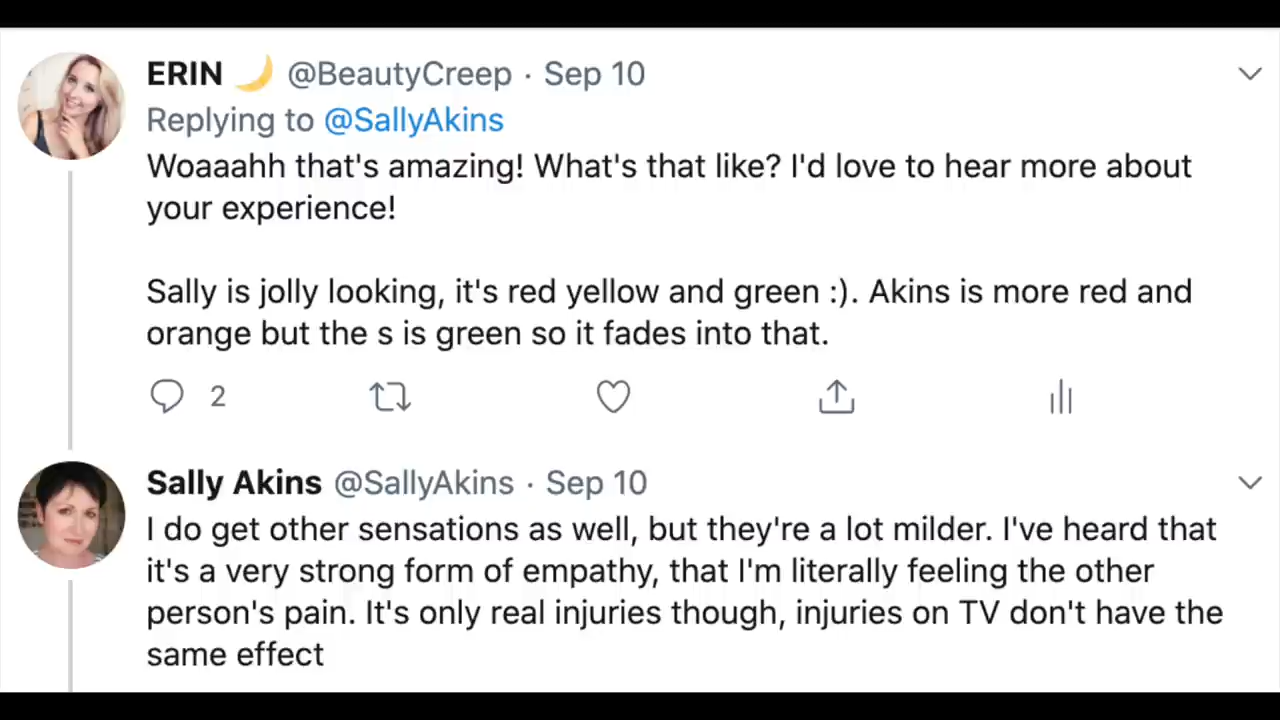 ERIN 🌙 @BeautyCreep · Sep 10
Replying to @SallyAkins
Woaaahh that's amazing! What's that like? I'd love to hear more about
your experience!
Sally is jolly looking, it's red yellow and green :). Akins is more red and
orange but the s is green so it fades into that.
2
Sally Akins @SallyAkins · Sep 10
I do get other sensations as well, but they're a lot milder. I've heard that
it's a very strong form of empathy, that I'm literally feeling the other
person's pain. It's only real injuries though, injuries on TV don't have the
same effect